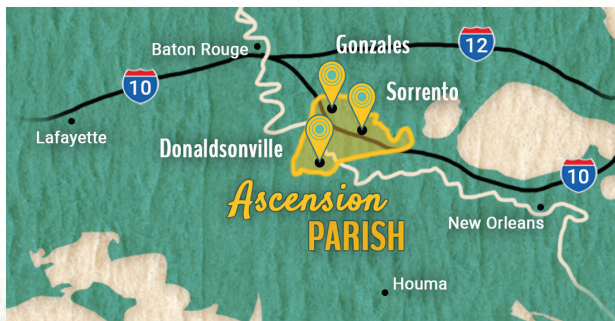 Gonzales
Baton Rouge
12
10
Sorrento
Lafayette
Donaldsonville
10
Ascension
PARISH
New Orleans
Houma